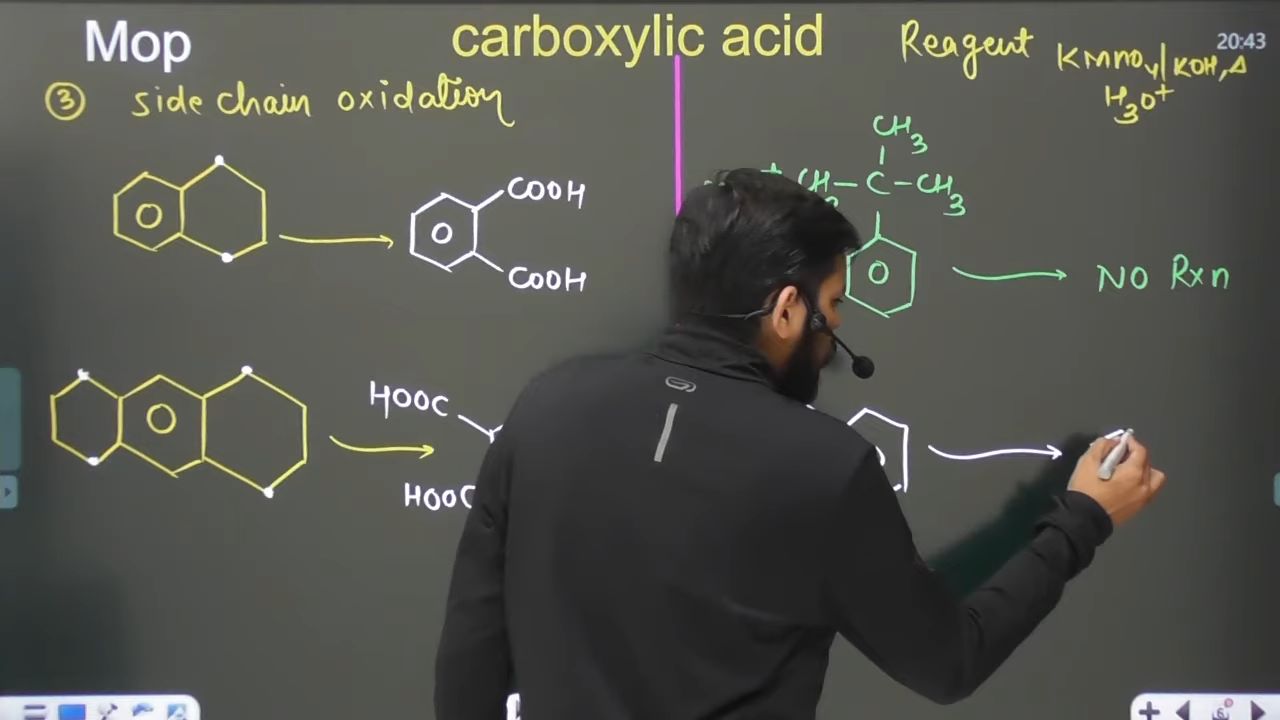 Mop
carboxylic acid
Reagent KMnO4/KOH, Δ
H3O+
20:43
③ side chain oxidation
COOH
COOH
CH3
CH3–C–CH3
NO Rxn
HOOC
HOOC